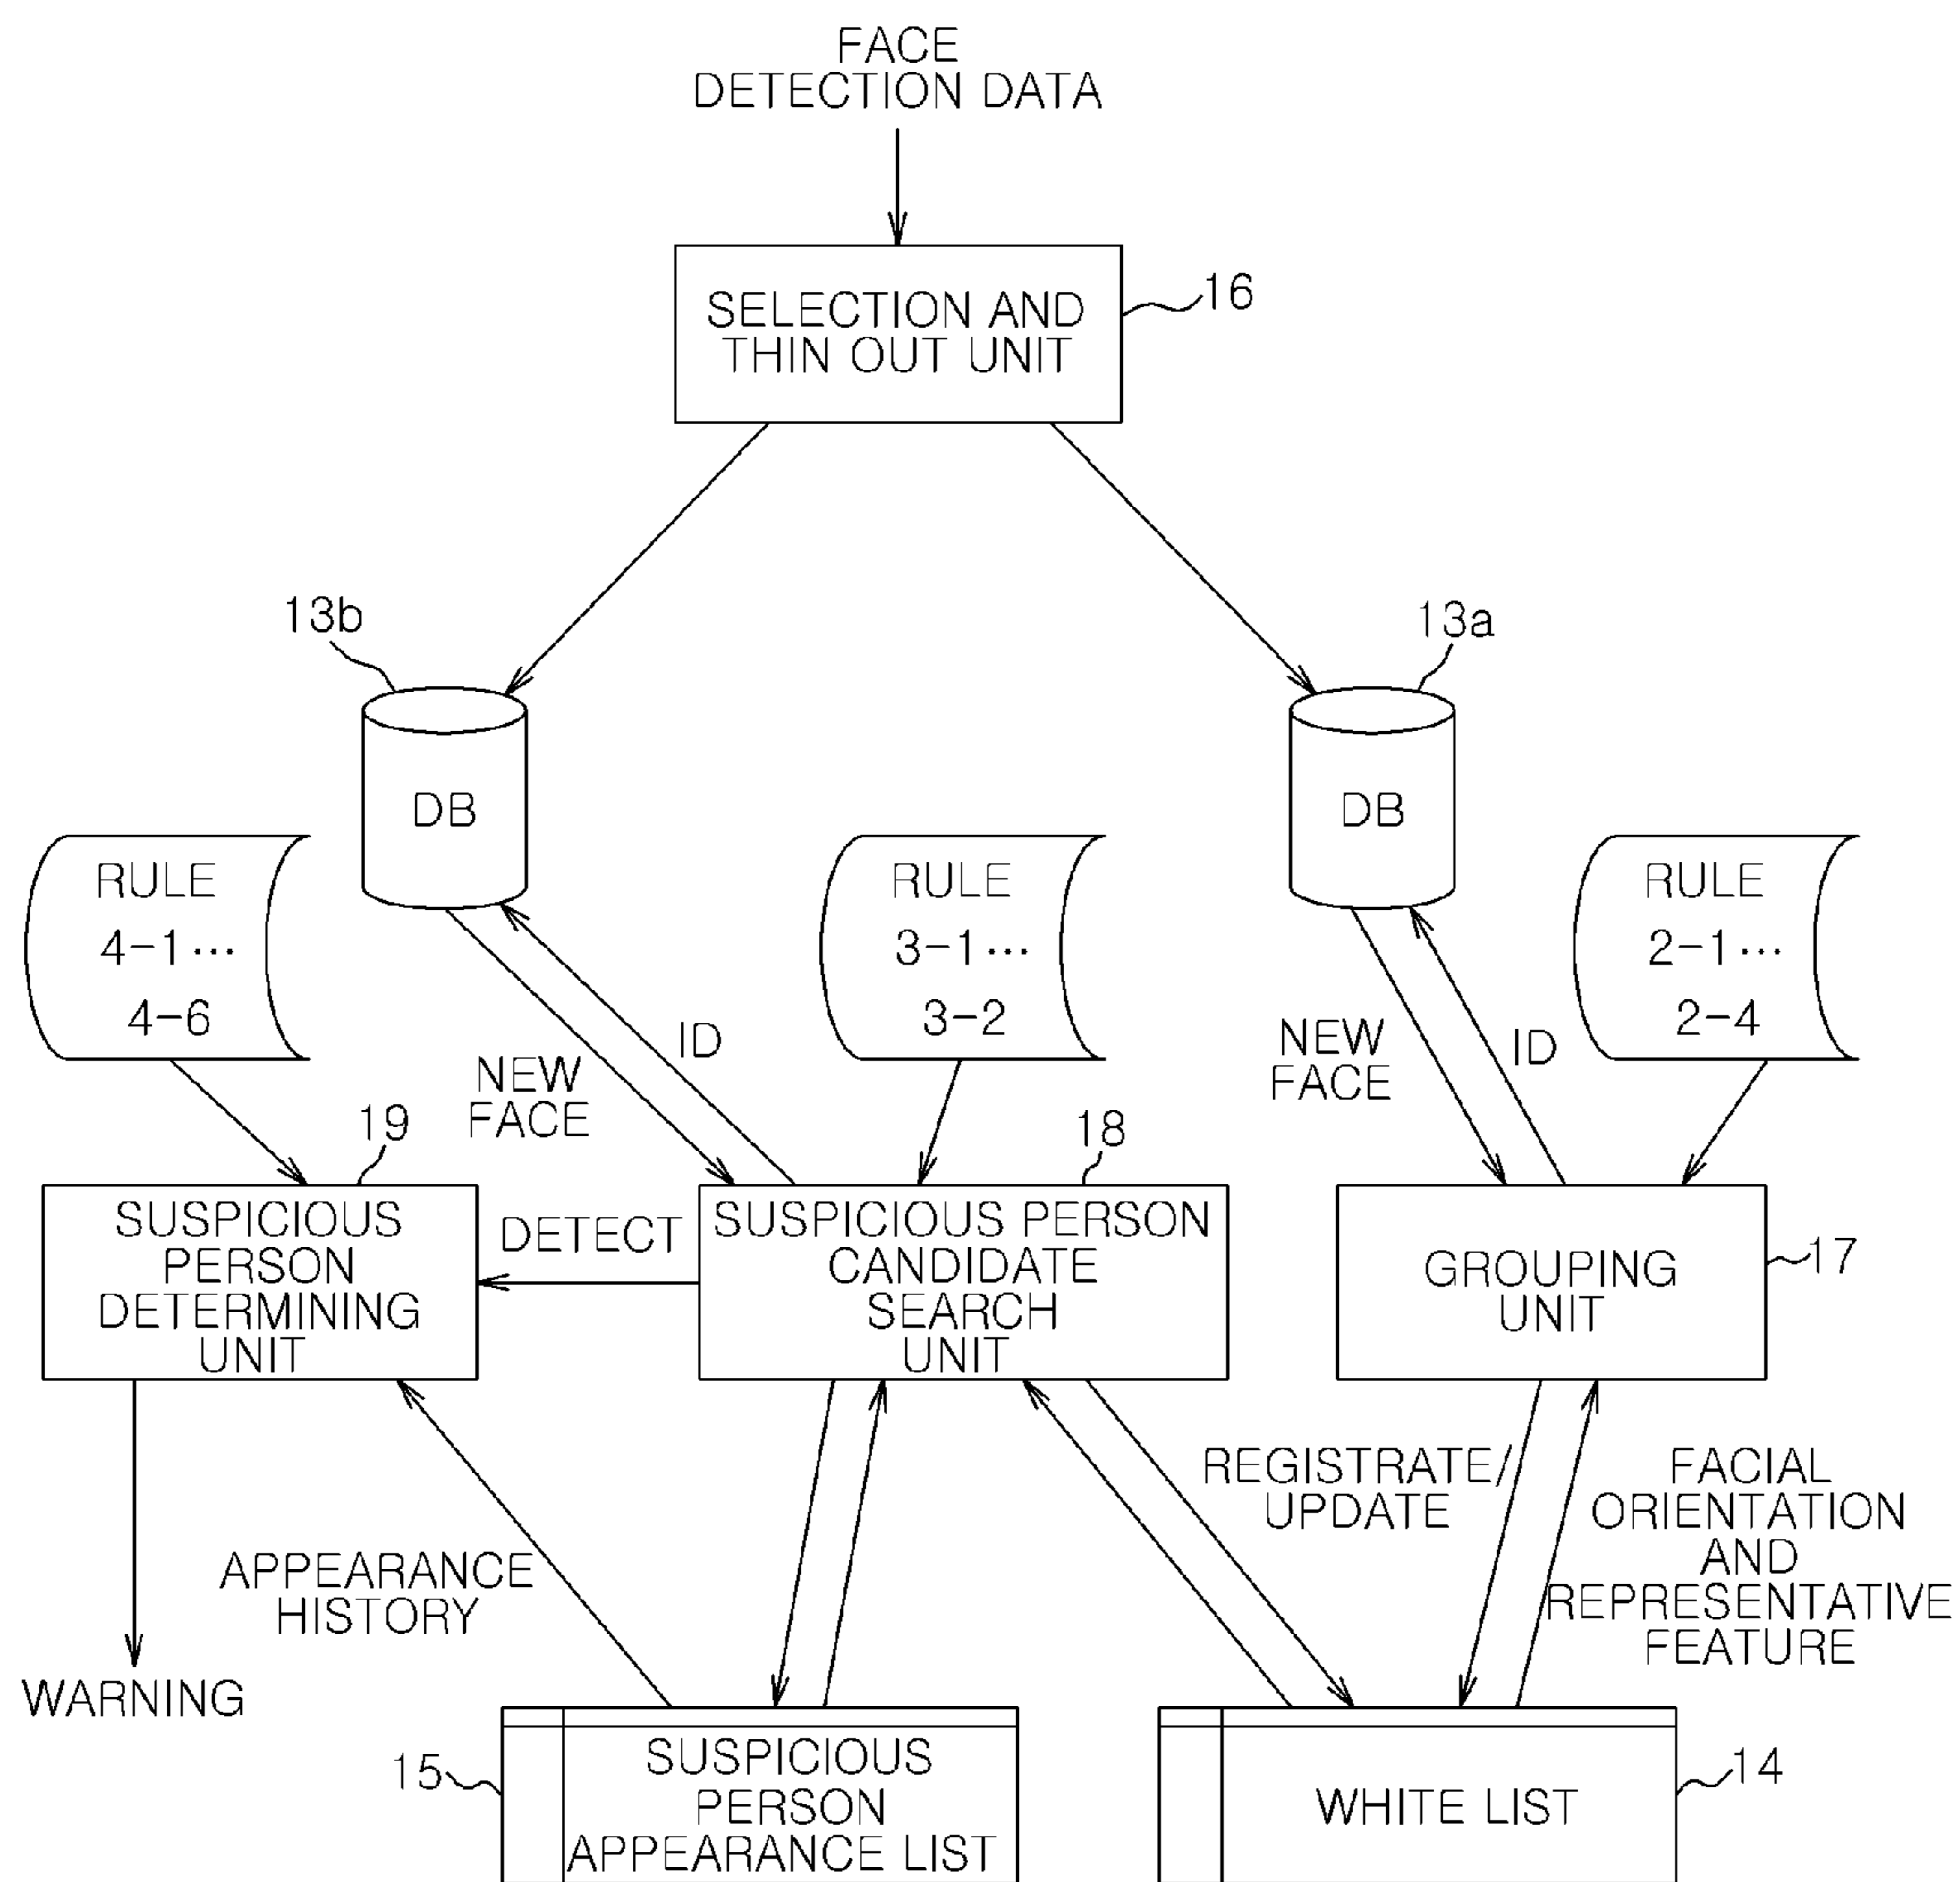 FACE
DETECTION DATA
SELECTION AND
THIN OUT UNIT
16
13b
13a
DB
DB
RULE
4-1 ...
4-6
RULE
3-1 ...
3-2
RULE
2-1 ...
2-4
NEW
FACE
ID
NEW
FACE
ID
19
18
SUSPICIOUS
PERSON
DETERMINING
UNIT
DETECT
SUSPICIOUS PERSON
CANDIDATE
SEARCH
UNIT
GROUPING
UNIT
17
REGISTRATE/
UPDATE
FACIAL
ORIENTATION
AND
REPRESENTATIVE
FEATURE
APPEARANCE
HISTORY
WARNING
15
SUSPICIOUS
PERSON
APPEARANCE LIST
WHITE LIST
14